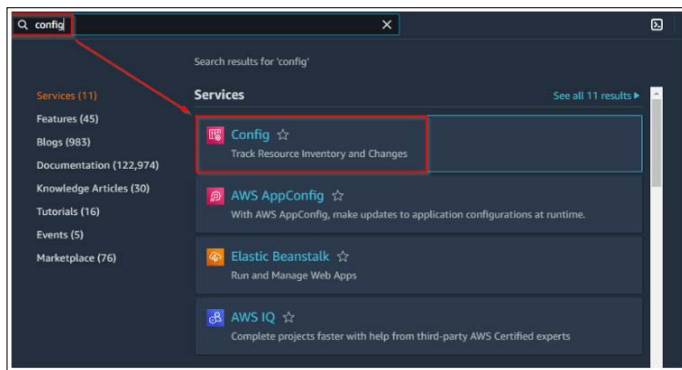 config
Search results for 'config'
Services (11)
Features (45)
Blogs (983)
Documentation (122,974)
Knowledge Articles (30)
Tutorials (16)
Events (5)
Marketplace (76)
Services
See all 11 results
Config
Track Resource Inventory and Changes
AWS AppConfig
With AWS AppConfig, make updates to application configurations at runtime.
Elastic Beanstalk
Run and Manage Web Apps
AWS IQ
Complete projects faster with help from third-party AWS Certified experts